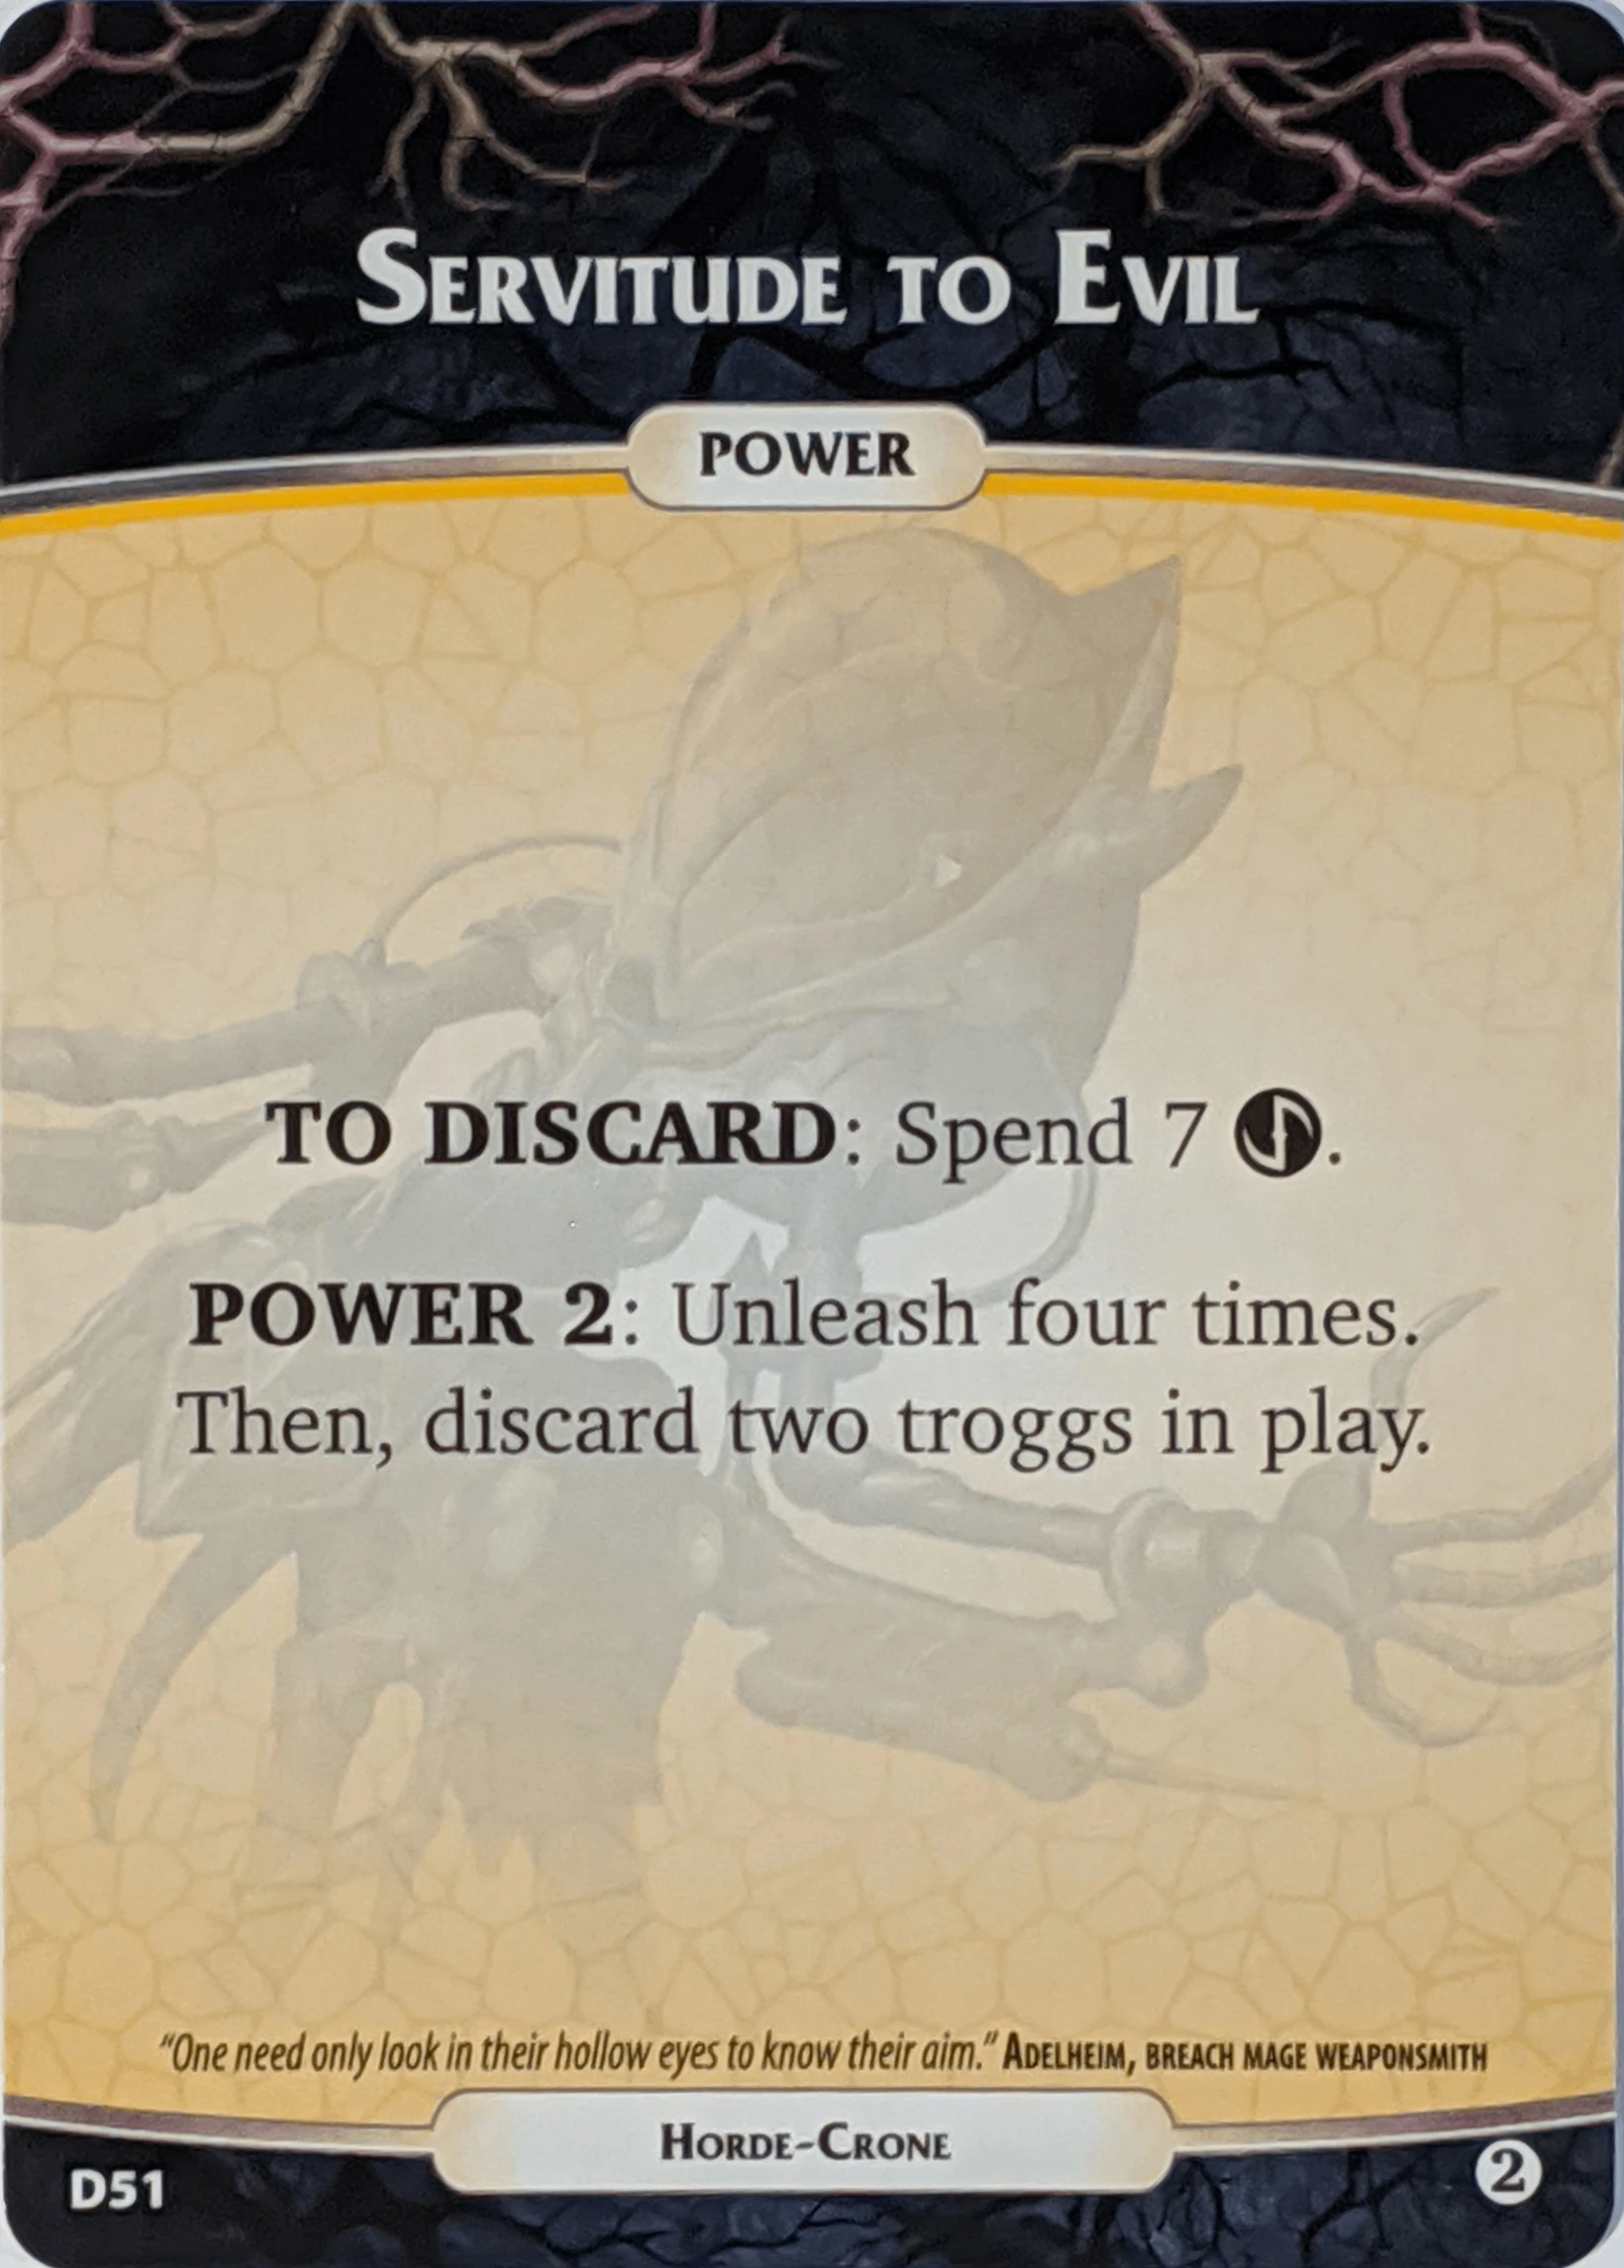 SERVITUDE TO EVIL
POWER
TO DISCARD: Spend 7 .
POWER 2: Unleash four times.
Then, discard two troggs in play.
“One need only look in their hollow eyes to know their aim.” ADELHEIM, BREACH MAGE WEAPONSMITH
HORDE-CRONE
D51
2